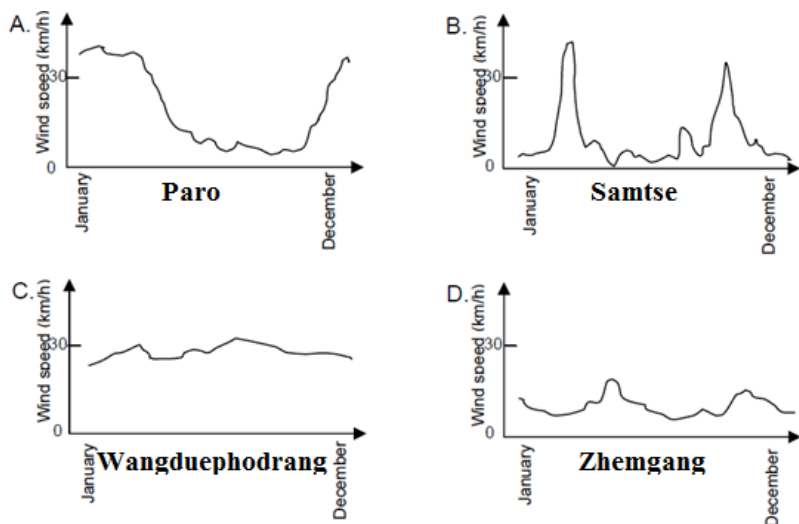 A.
Wind speed (km/h)
30
0
January
December
Paro
B.
Wind speed (km/h)
30
0
January
December
Samtse
C.
Wind speed (km/h)
30
0
January
December
Wangduephodrang
D.
Wind speed (km/h)
30
0
January
December
Zhemgang